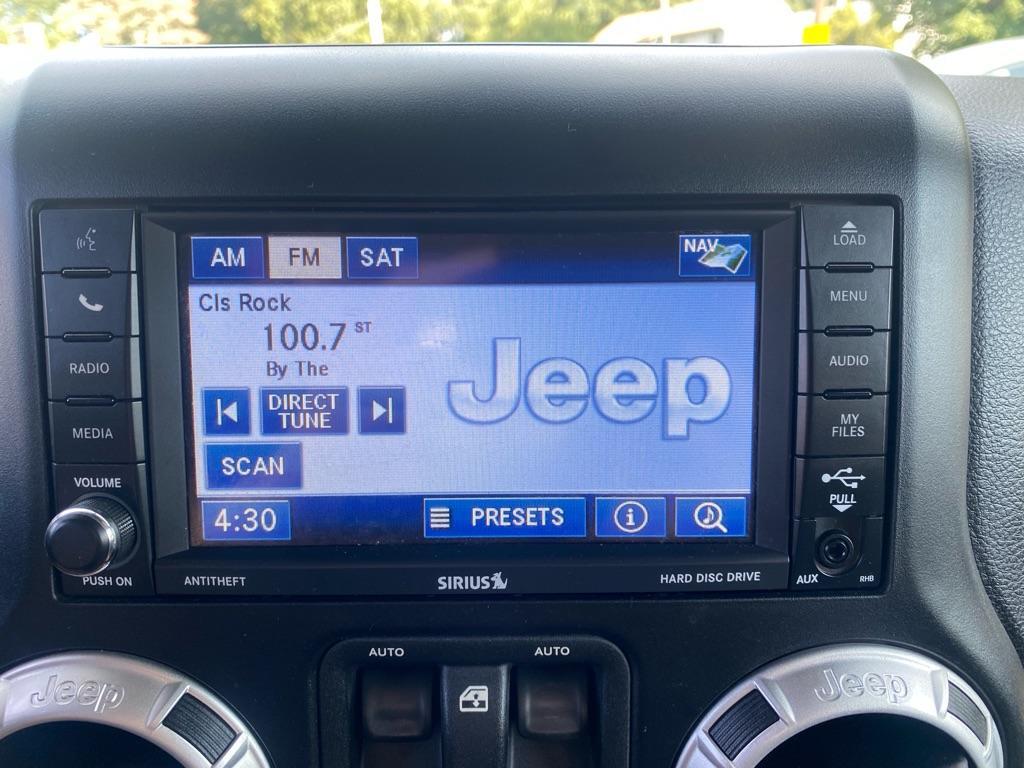 AM
FM
SAT
NAV
Cls Rock
100.7 ST
By The
Jeep
DIRECT
TUNE
SCAN
4:30
PRESETS
RADIO
MEDIA
VOLUME
PUSH ON
LOAD
MENU
AUDIO
MY
FILES
PULL
AUX
RHB
ANTITHEFT
SIRIUS
HARD DISC DRIVE
AUTO
AUTO
Jeep
Jeep